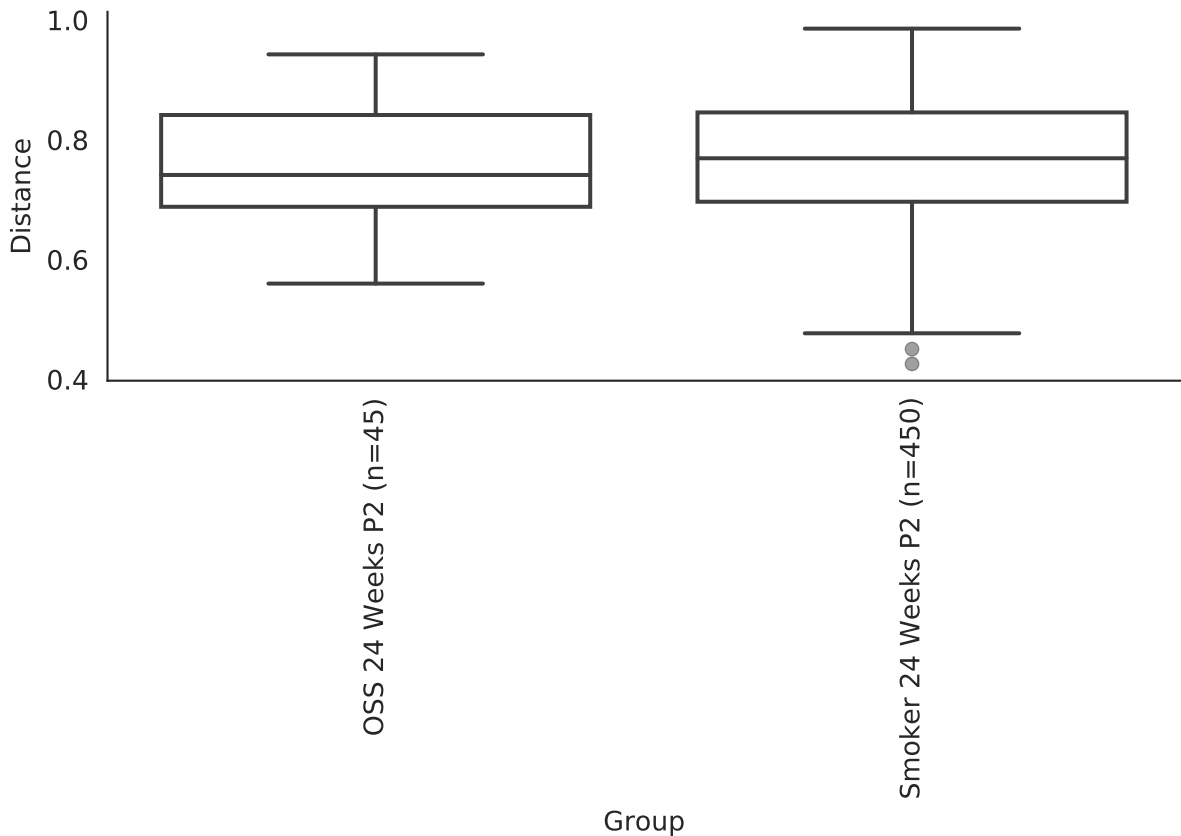 1.0
0.8
0.6
0.4
Distance
OSS 24 Weeks P2 (n=45)
Smoker 24 Weeks P2 (n=450)
Group